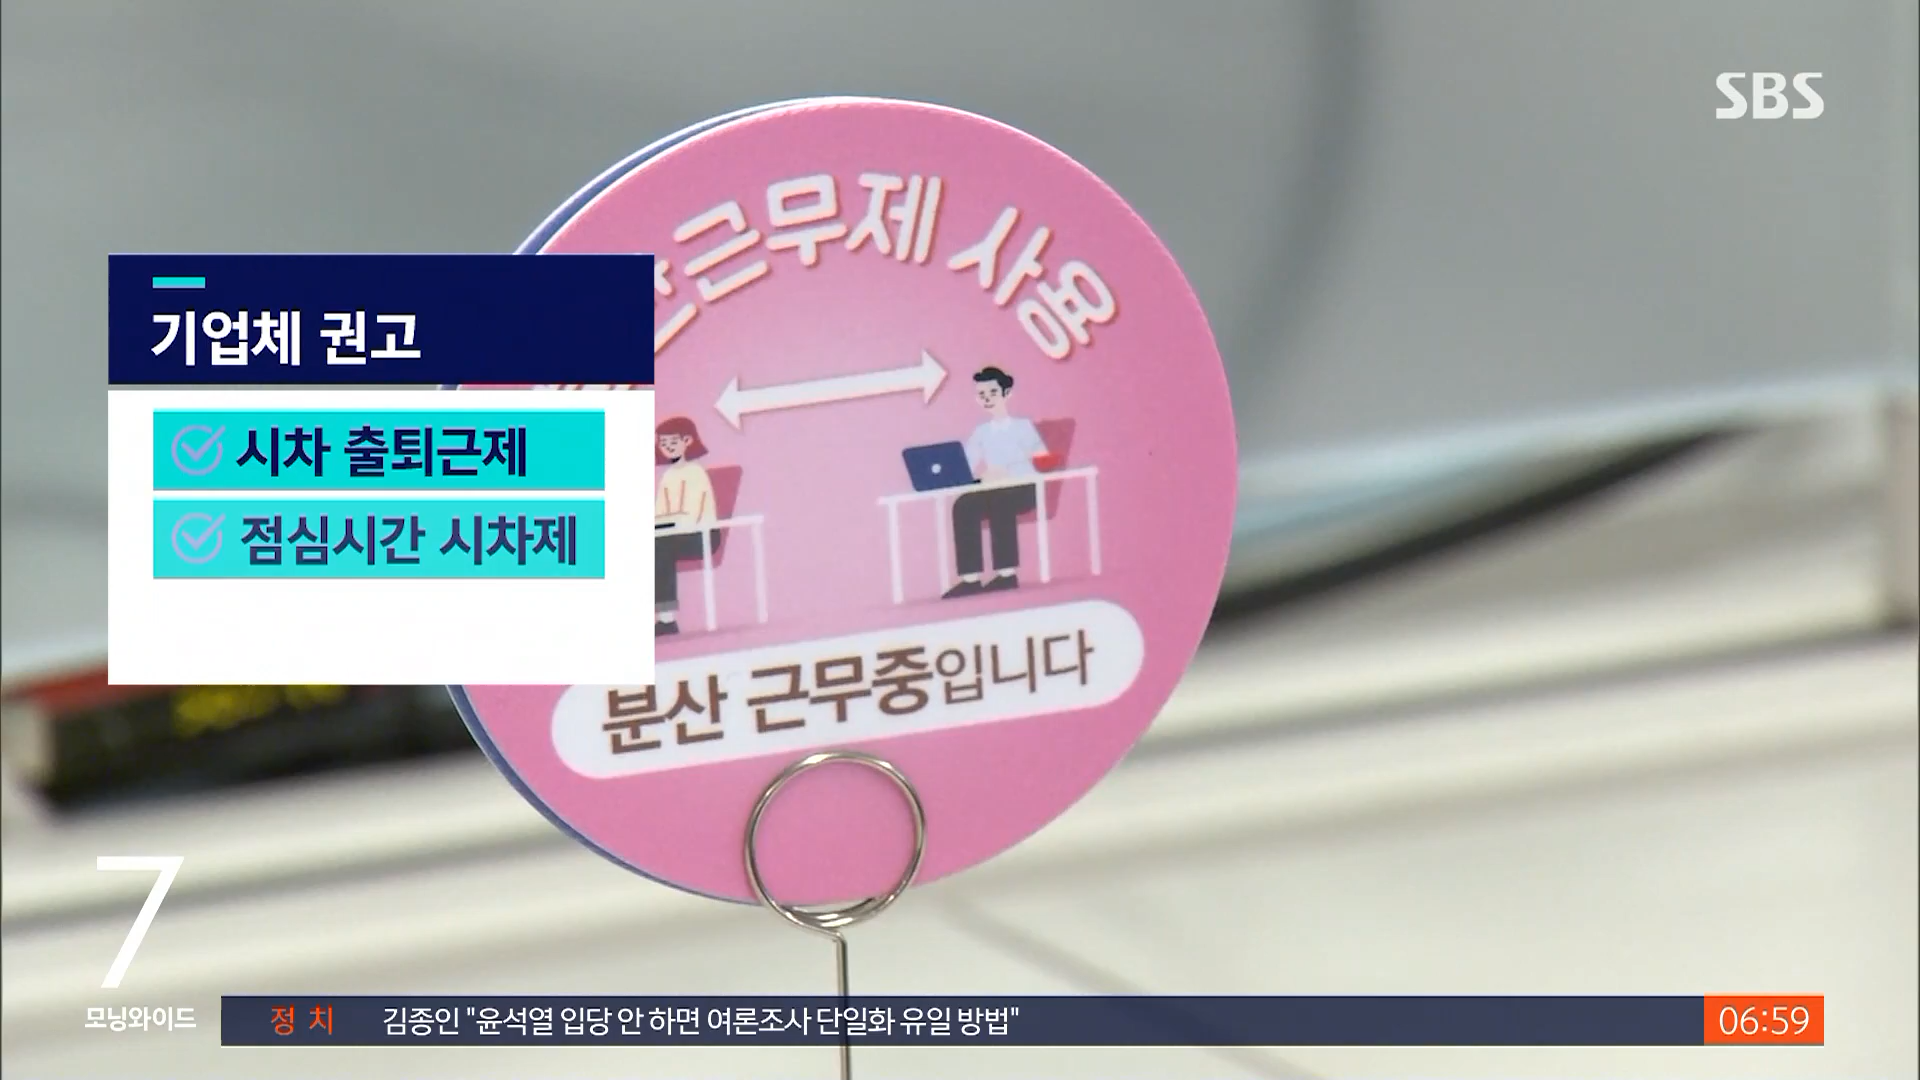 SBS
기업체 권고
시차 출퇴근제
점심시간 시차제
근무제 사용
분산 근무중입니다
7
모닝와이드
정치 김종인 "윤석열 입당 안 하면 여론조사 단일화 유일 방법"
06:59